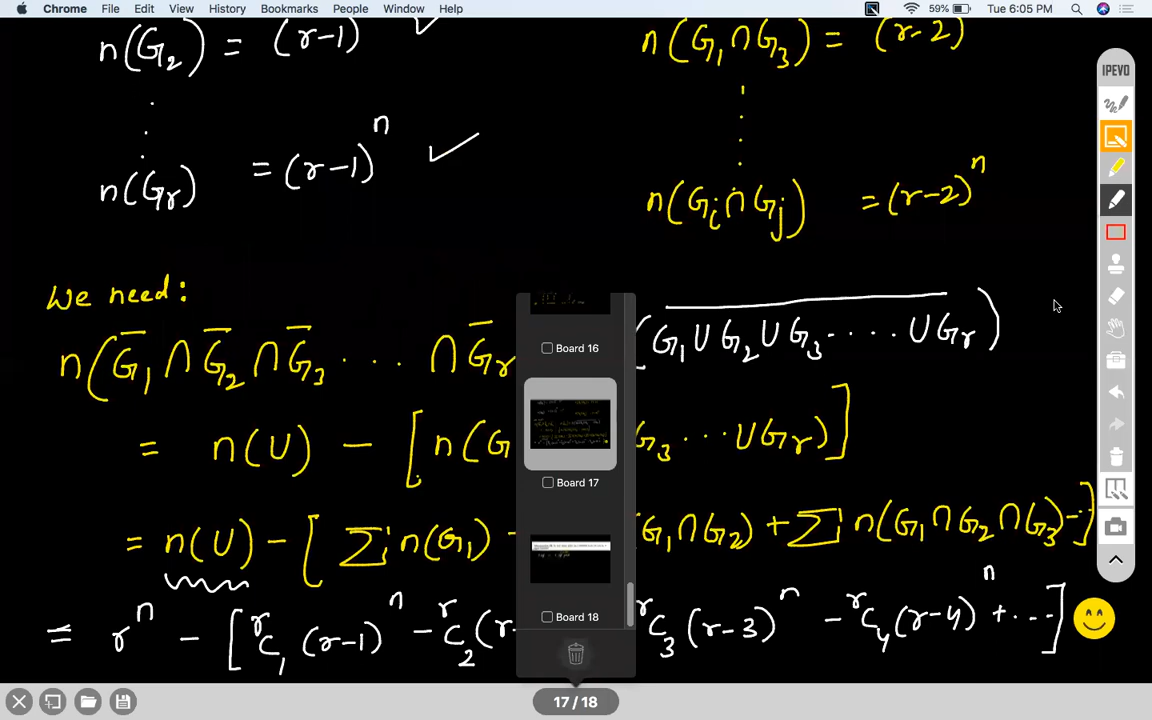 Chrome File Edit View History Bookmarks People Window Help 59% Tue 6:05 PM
n(G₂) = (r-1) ✓
n(G₁∩G₃) = (r-2)
IPEVO
n(Gr) = (r-1)ⁿ ✓
n(Gi∩Gj) = (r-2)ⁿ
We need:
n(G̅₁∩G̅₂∩G̅₃ ... ∩G̅r
(G₁∪G₂∪G₃ .... ∪Gr)
Board 16
= n(U) - [n(G
G₃ ...∪Gr)]
Board 17
= n(U) - [∑n(G₁) -
G₁∩G₂) + ∑n(G₁∩G₂∩G₃) --]
Board 18
= rⁿ - [ʳC₁(r-1)ⁿ - ʳC₂(r-
ʳC₃(r-3)ⁿ - ʳC₄(r-4)ⁿ + ...]
17 / 18